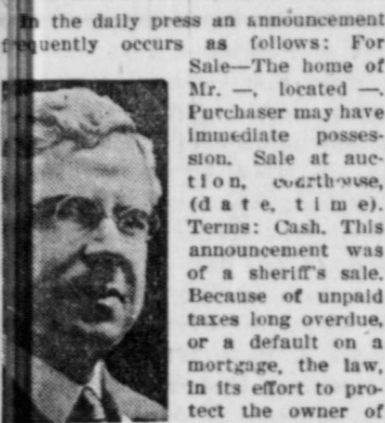 In the daily press an announcement
frequently occurs as follows: For
Sale—The home of
Mr. —, located —.
Purchaser may have
immediate posses-
sion. Sale at auc-
tion, courthouse,
(date, time).
Terms: Cash. This
announcement was
of a sheriff's sale.
Because of unpaid
taxes long overdue,
or a default on a
mortgage, the law,
in its effort to pro-
tect the owner of